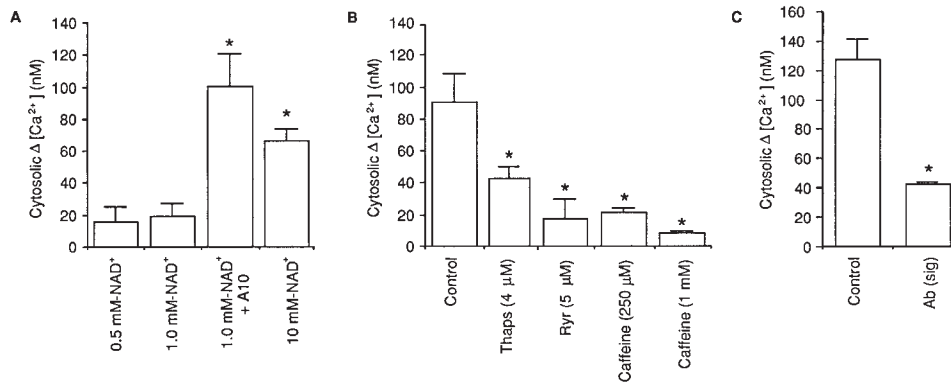 A
Cytosolic Δ [Ca²⁺] (nM)
140
120
100
80
60
40
20
0
*
*
0.5 mM-NAD⁺
1.0 mM-NAD⁺
1.0 mM-NAD⁺
+ A10
10 mM-NAD⁺
B
Cytosolic Δ [Ca²⁺] (nM)
140
120
100
80
60
40
20
0
*
*
*
*
Control
Thaps (4 μM)
Ryr (5 μM)
Caffeine (250 μM)
Caffeine (1 mM)
C
Cytosolic Δ [Ca²⁺] (nM)
160
140
120
100
80
60
40
20
0
*
Control
Ab (sig)